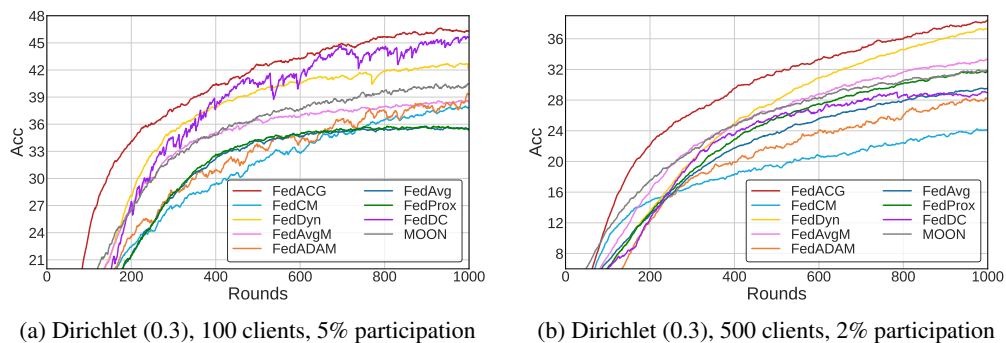 48
45
42
39
36
33
30
27
24
21
Acc
0
200
400
600
800
1000
Rounds
FedACG
FedCM
FedDyn
FedAvgM
FedADAM
FedAvg
FedProx
FedDC
MOON
(a) Dirichlet (0.3), 100 clients, 5% participation
40
36
32
28
24
20
16
12
8
Acc
0
200
400
600
800
1000
Rounds
FedACG
FedCM
FedDyn
FedAvgM
FedADAM
FedAvg
FedProx
FedDC
MOON
(b) Dirichlet (0.3), 500 clients, 2% participation